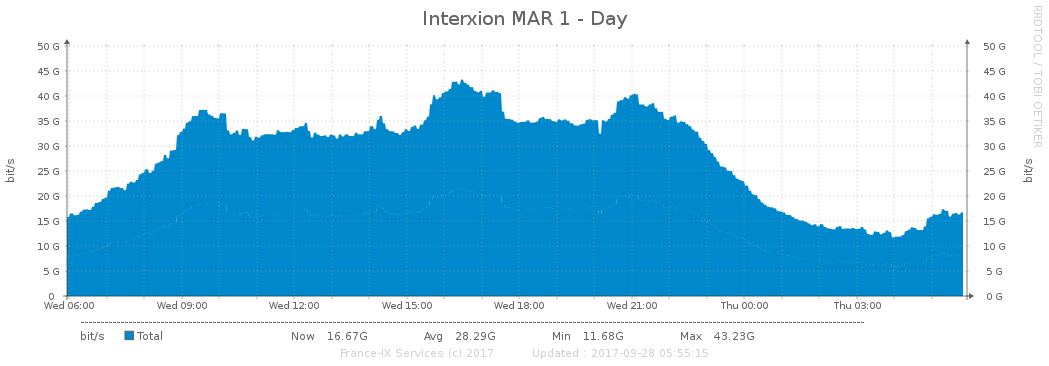 Interxion MAR 1 - Day
RRDTOOL / TOBI OETIKER
bit/s
50 G 50 G
45 G 45 G
40 G 40 G
35 G 35 G
30 G 30 G
25 G 25 G
20 G 20 G
15 G 15 G
10 G 10 G
5 G 5 G
0 0 G
bit/s
Wed 06:00 Wed 09:00 Wed 12:00 Wed 15:00 Wed 18:00 Wed 21:00 Thu 00:00 Thu 03:00
bit/s Total Now 16.67G Avg 28.29G Min 11.68G Max 43.23G
France-IX Services (c) 2017 Updated : 2017-09-28 05:55:15